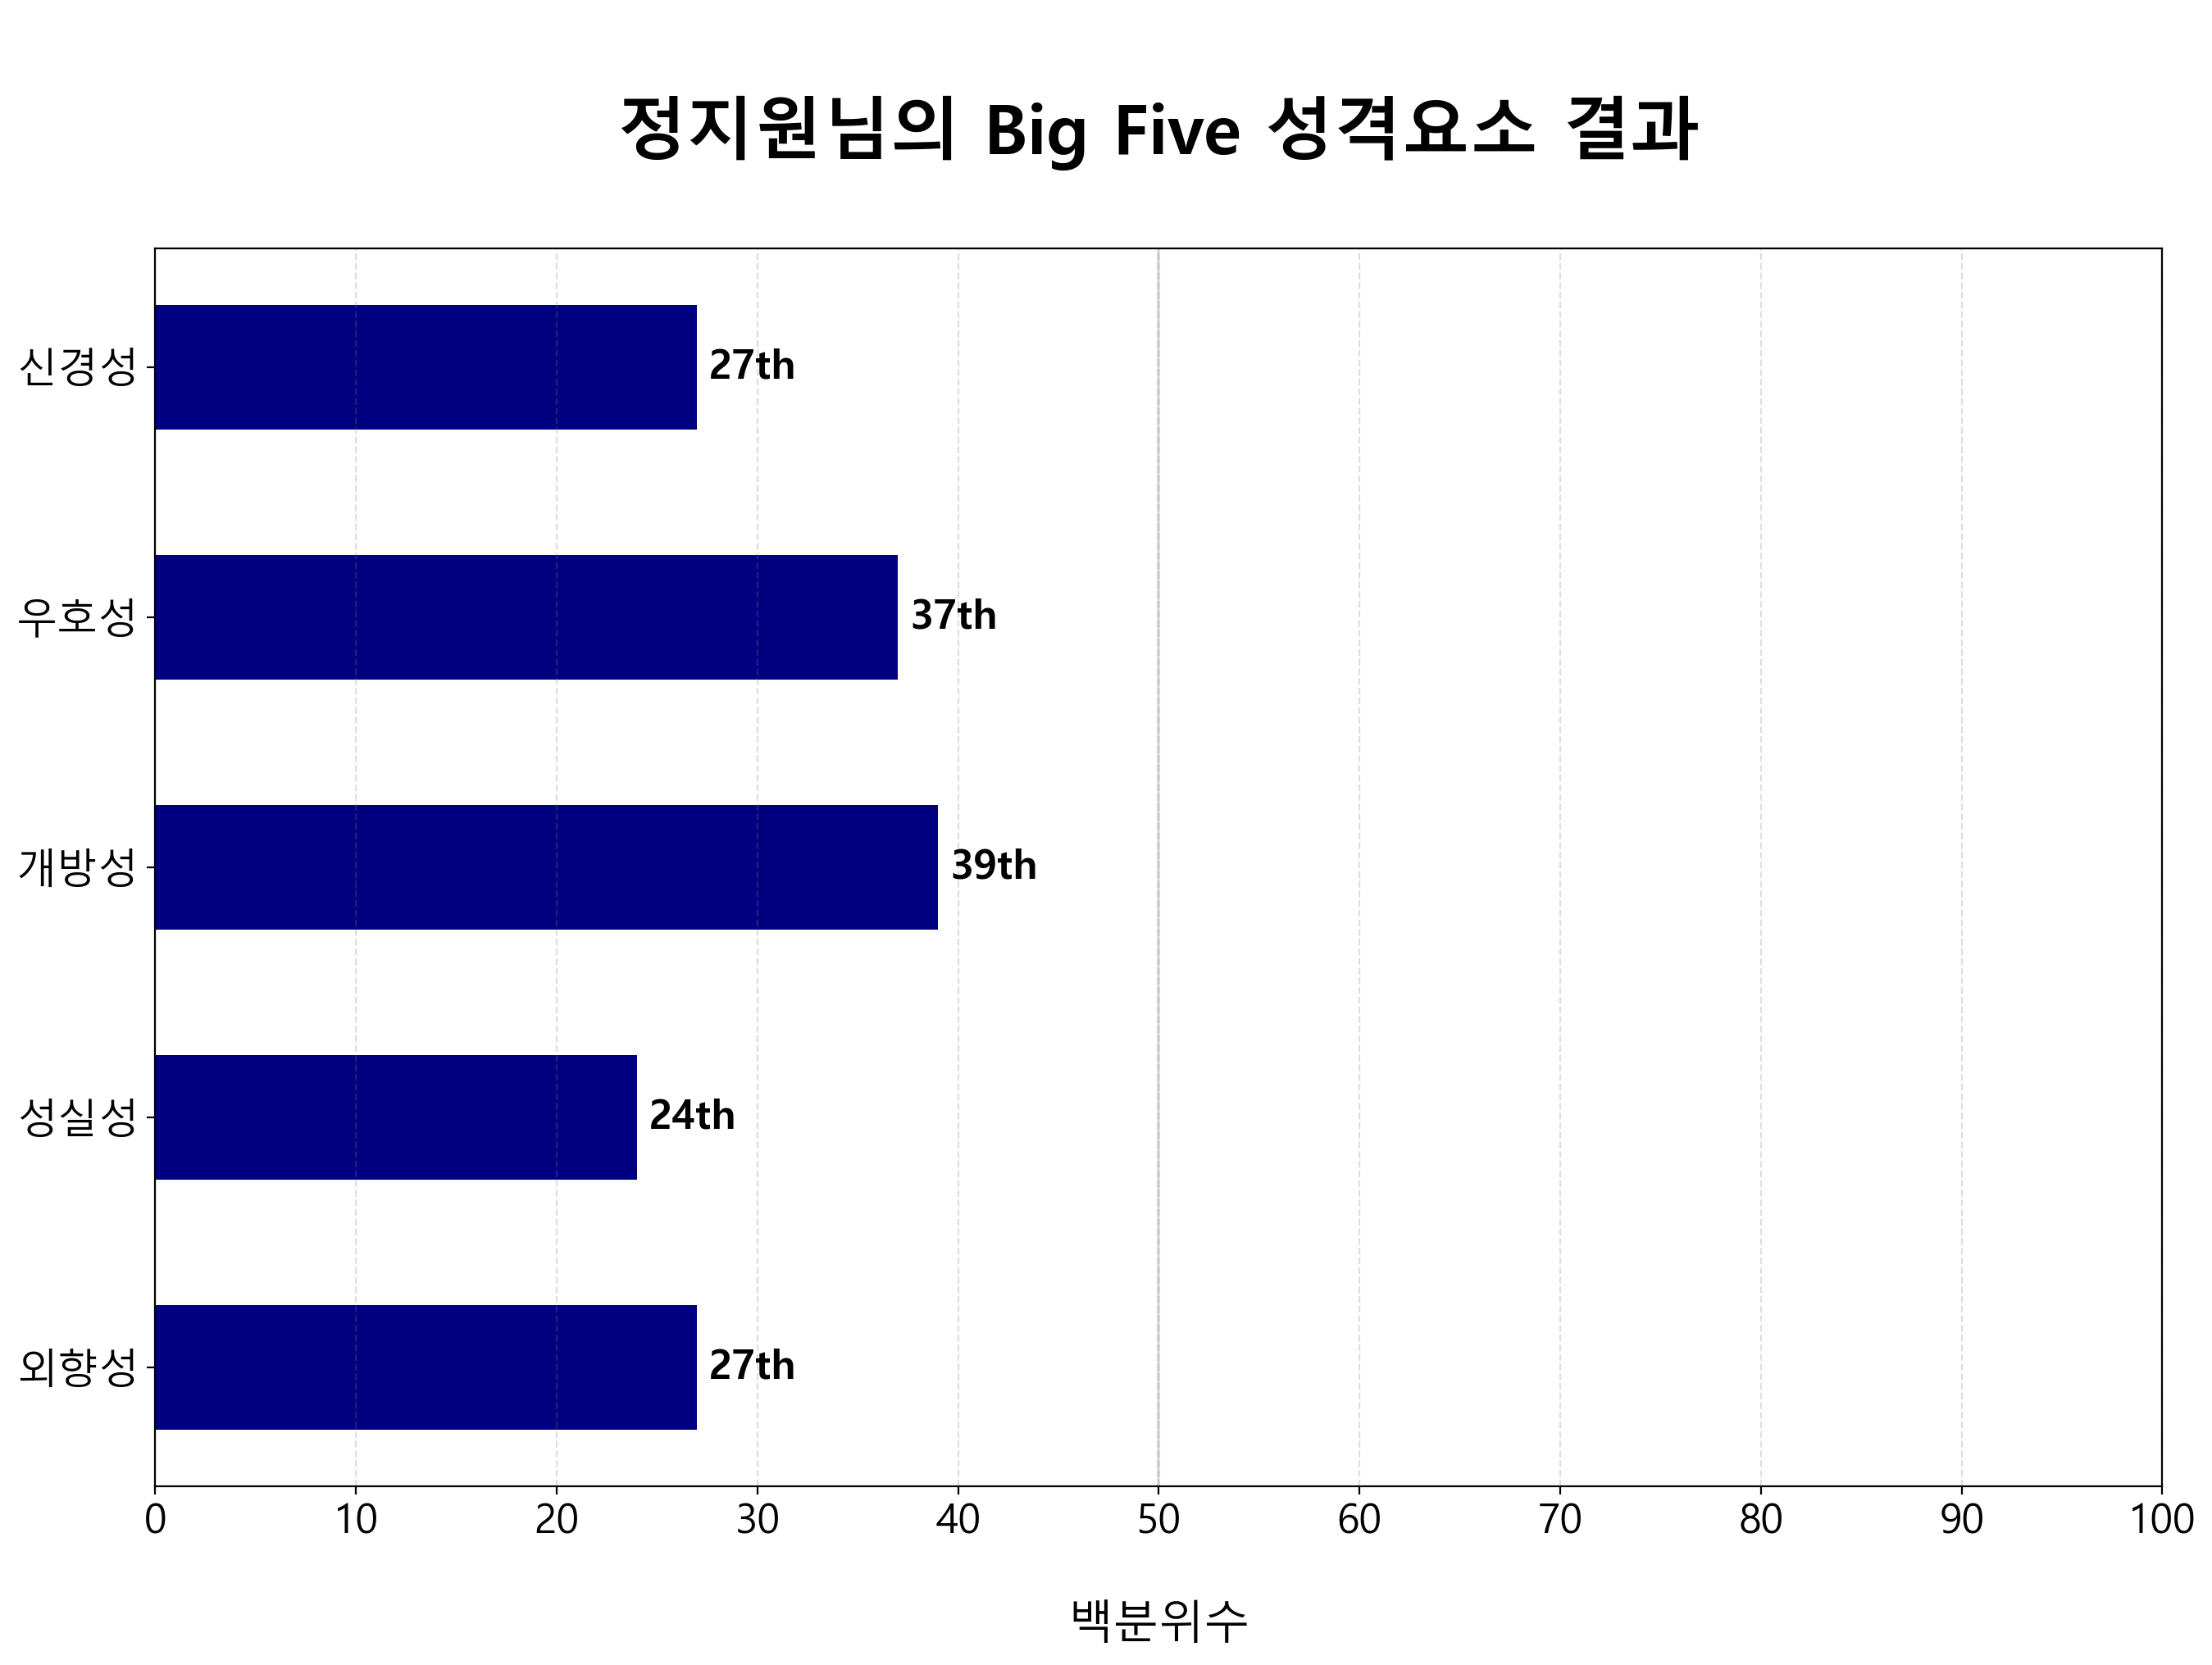 정지원님의 Big Five 성격요소 결과
신경성 27th
우호성 37th
개방성 39th
성실성 24th
외향성 27th
0 10 20 30 40 50 60 70 80 90 100
백분위수